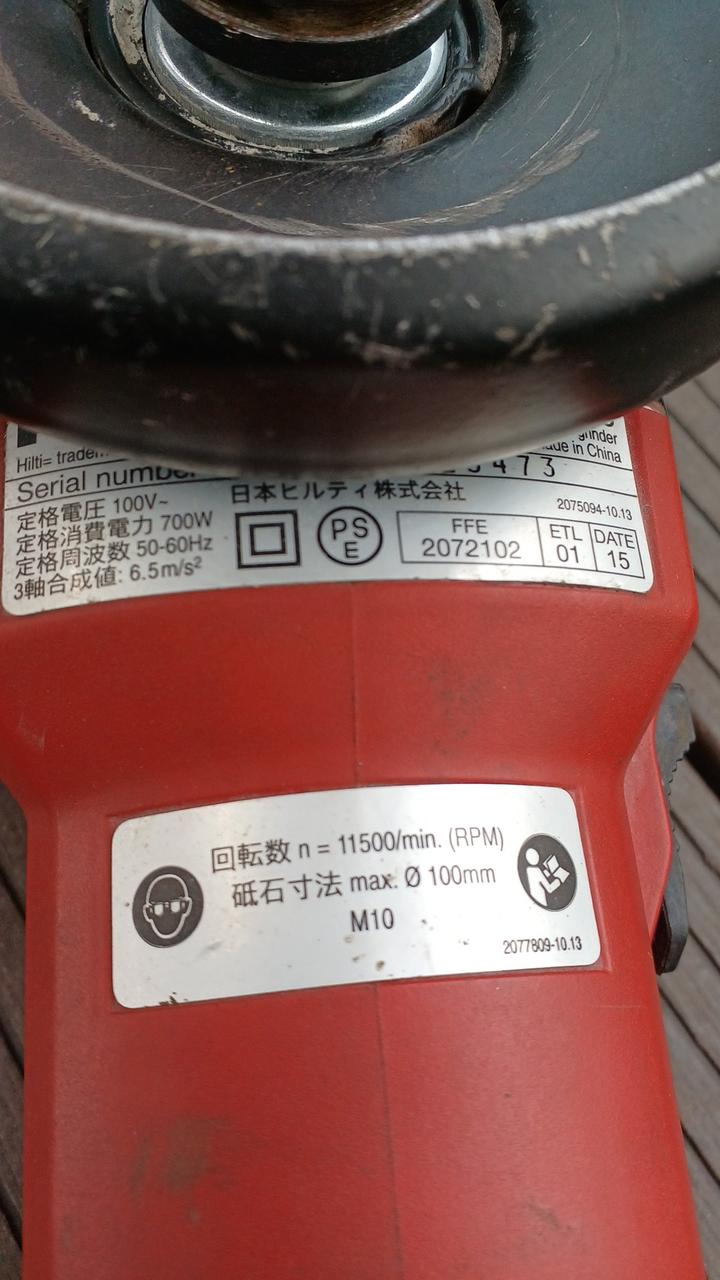 grinder
Hilti= trade
Made in China
Serial number
473
日本ヒルティ株式会社
2075094-10.13
定格電圧 100V~
定格消費電力 700W
定格周波数 50-60Hz
3軸合成値: 6.5m/s²
PS
E
FFE
2072102
ETL
01
DATE
15
回転数 n = 11500/min. (RPM)
砥石寸法 max. Ø 100mm
M10
2077809-10.13